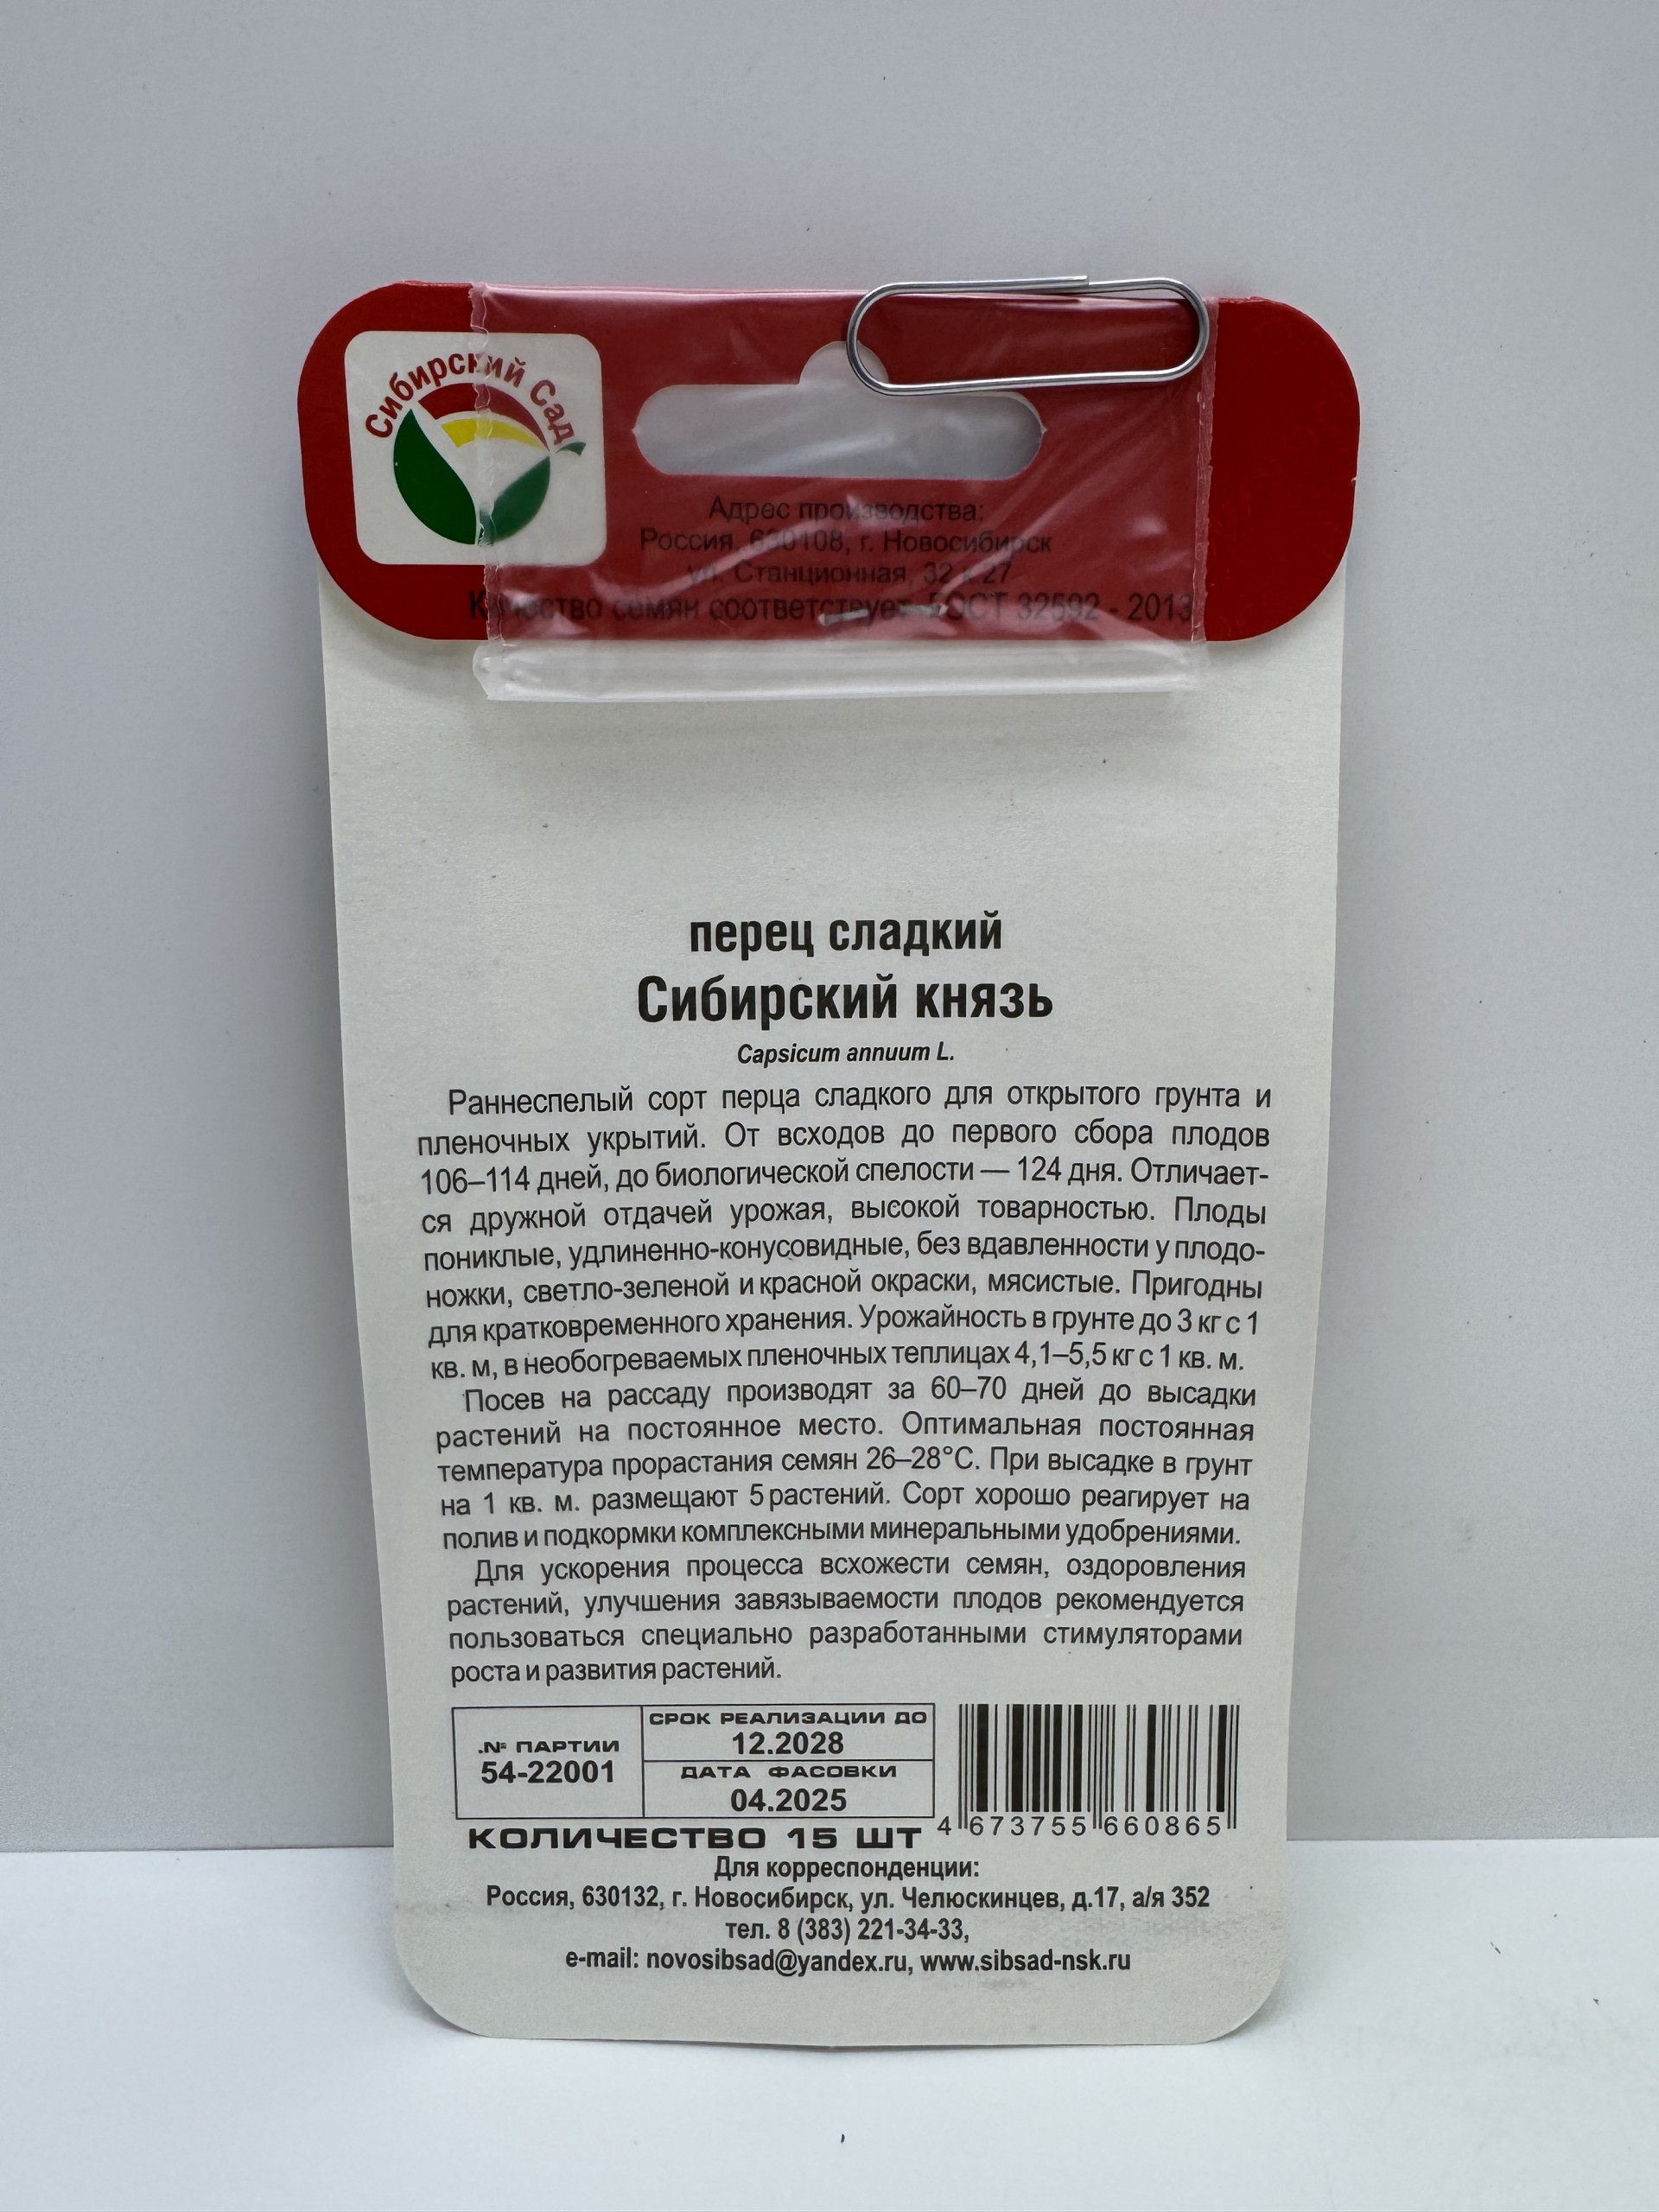 Сибирский Сад
Адрес производства:
Россия, 630108, г. Новосибирск
ул. Станционная, 32 к 27
Качество семян соответствует ГОСТ 32592 - 2013
перец сладкий
Сибирский князь
Capsicum annuum L.
Раннеспелый сорт перца сладкого для открытого грунта и
пленочных укрытий. От всходов до первого сбора плодов
106–114 дней, до биологической спелости — 124 дня. Отличает-
ся дружной отдачей урожая, высокой товарностью. Плоды
пониклые, удлиненно-конусовидные, без вдавленности у плодо-
ножки, светло-зеленой и красной окраски, мясистые. Пригодны
для кратковременного хранения. Урожайность в грунте до 3 кг с 1
кв. м, в необогреваемых пленочных теплицах 4,1–5,5 кг с 1 кв. м.
Посев на рассаду производят за 60–70 дней до высадки
растений на постоянное место. Оптимальная постоянная
температура прорастания семян 26–28°С. При высадке в грунт
на 1 кв. м. размещают 5 растений. Сорт хорошо реагирует на
полив и подкормки комплексными минеральными удобрениями.
Для ускорения процесса всхожести семян, оздоровления
растений, улучшения завязываемости плодов рекомендуется
пользоваться специально разработанными стимуляторами
роста и развития растений.
№ ПАРТИИ
54-22001
СРОК РЕАЛИЗАЦИИ ДО
12.2028
ДАТА ФАСОВКИ
04.2025
4 673755 660865
КОЛИЧЕСТВО 15 ШТ
Для корреспонденции:
Россия, 630132, г. Новосибирск, ул. Челюскинцев, д.17, а/я 352
тел. 8 (383) 221-34-33,
e-mail: novosibsad@yandex.ru, www.sibsad-nsk.ru